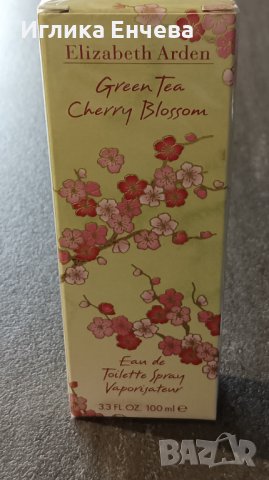 Иглика Енчева
Elizabeth Arden
Green Tea
Cherry Blossom
Eau de
Toilette Spray
Vaporisateur
3.3 FL. OZ. 100 ml e
BAZAR